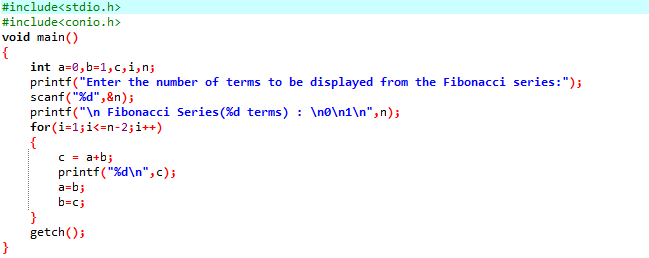 #include<stdio.h>
#include<conio.h>
void main()
{
    int a=0,b=1,c,i,n;
    printf("Enter the number of terms to be displayed from the Fibonacci series:");
    scanf("%d",&n);
    printf("\n Fibonacci Series(%d terms) : \n0\n1\n",n);
    for(i=1;i<=n-2;i++)
    {
        c = a+b;
        printf("%d\n",c);
        a=b;
        b=c;
    }
    getch();
}